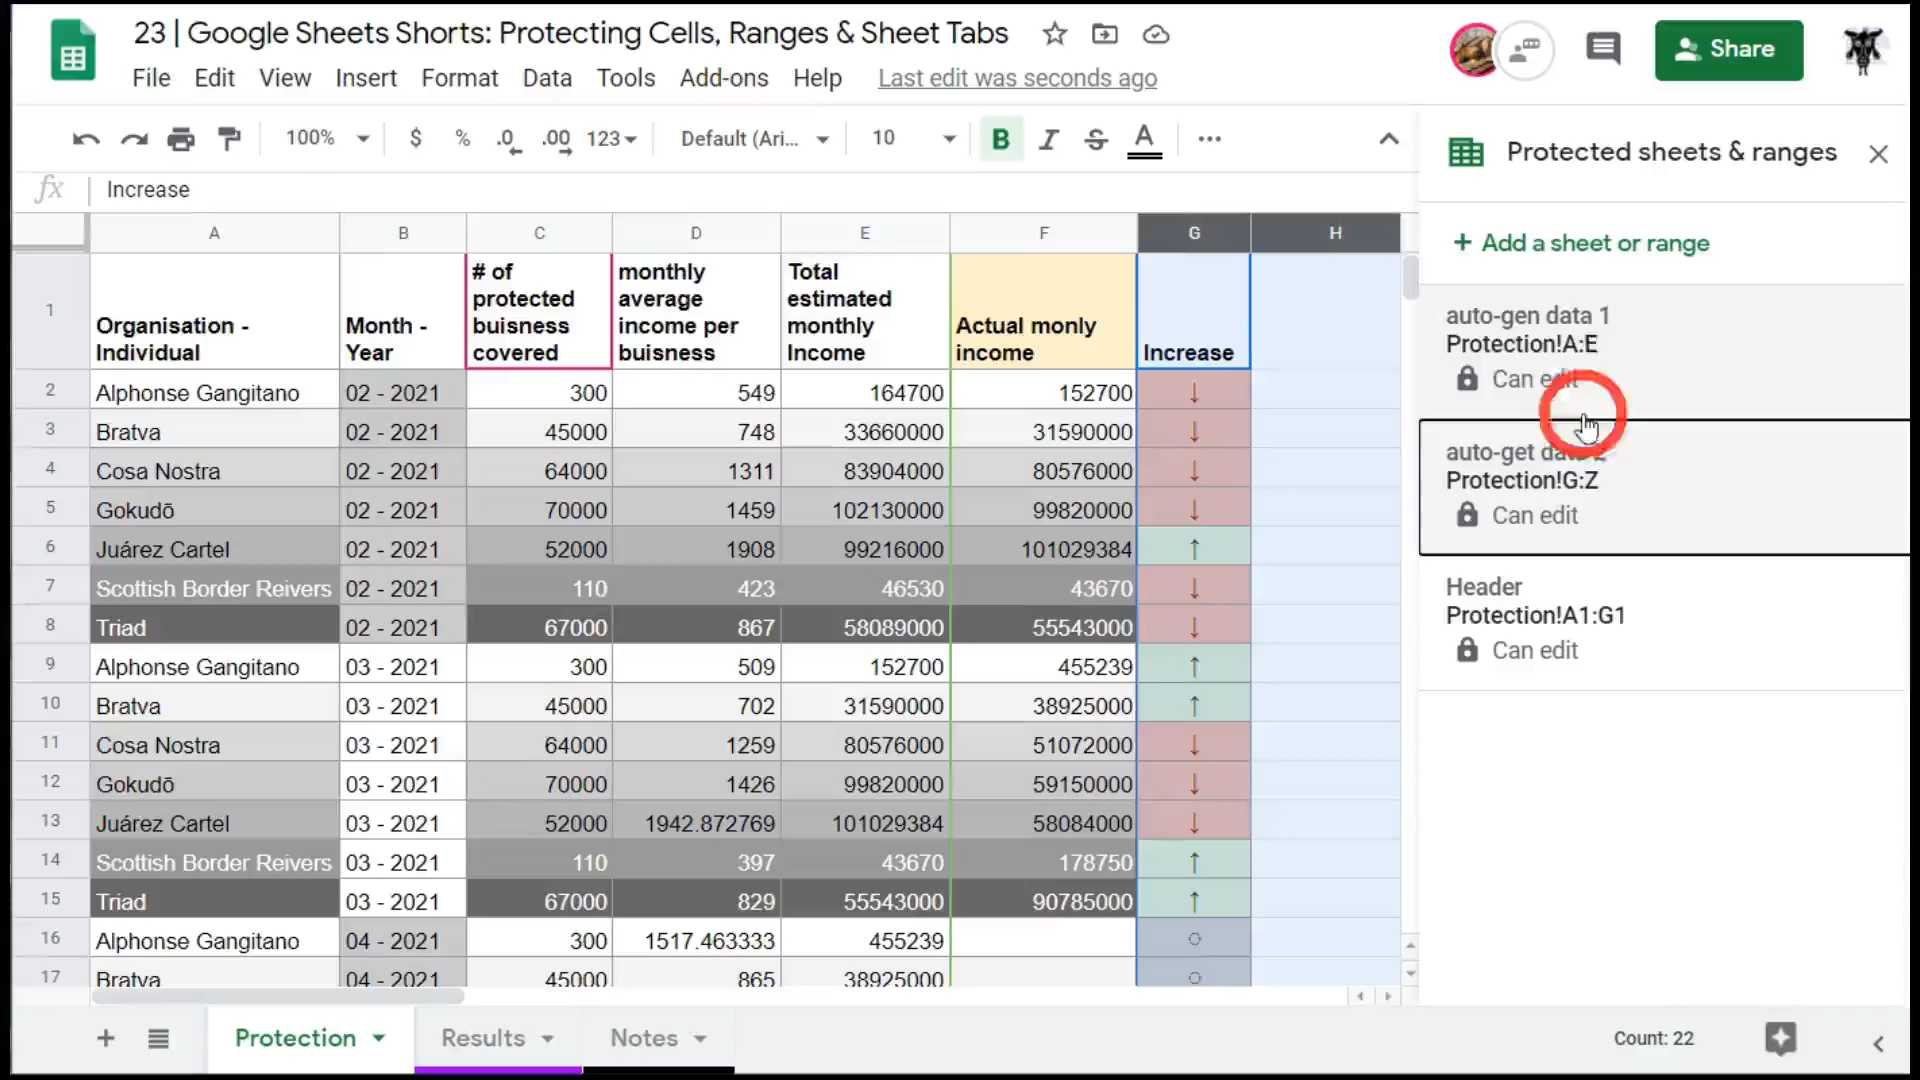 23 | Google Sheets Shorts: Protecting Cells, Ranges & Sheet Tabs
Share
File Edit View Insert Format Data Tools Add-ons Help Last edit was seconds ago
100% $ % .0 .00 123 Default (Ari... 10 B I S A
fx Increase
A B C D E F G H
1 Organisation - Individual Month - Year # of protected buisness covered monthly average income per buisness Total estimated monthly Income Actual monly income Increase
2 Alphonse Gangitano 02 - 2021 300 549 164700 152700 ↓
3 Bratva 02 - 2021 45000 748 33660000 31590000 ↓
4 Cosa Nostra 02 - 2021 64000 1311 83904000 80576000 ↓
5 Gokudō 02 - 2021 70000 1459 102130000 99820000 ↓
6 Juárez Cartel 02 - 2021 52000 1908 99216000 101029384 ↑
7 Scottish Border Reivers 02 - 2021 110 423 46530 43670 ↓
8 Triad 02 - 2021 67000 867 58089000 55543000 ↓
9 Alphonse Gangitano 03 - 2021 300 509 152700 455239 ↑
10 Bratva 03 - 2021 45000 702 31590000 38925000 ↑
11 Cosa Nostra 03 - 2021 64000 1259 80576000 51072000 ↓
12 Gokudō 03 - 2021 70000 1426 99820000 59150000 ↓
13 Juárez Cartel 03 - 2021 52000 1942.872769 101029384 58084000 ↓
14 Scottish Border Reivers 03 - 2021 110 397 43670 178750 ↑
15 Triad 03 - 2021 67000 829 55543000 90785000 ↑
16 Alphonse Gangitano 04 - 2021 300 1517.463333 455239 ○
17 Bratva 04 - 2021 45000 865 38925000 ○
Protected sheets & ranges
+ Add a sheet or range
auto-gen data 1
Protection!A:E
Can edit
auto-get data
Protection!G:Z
Can edit
Header
Protection!A1:G1
Can edit
Protection Results Notes Count: 22